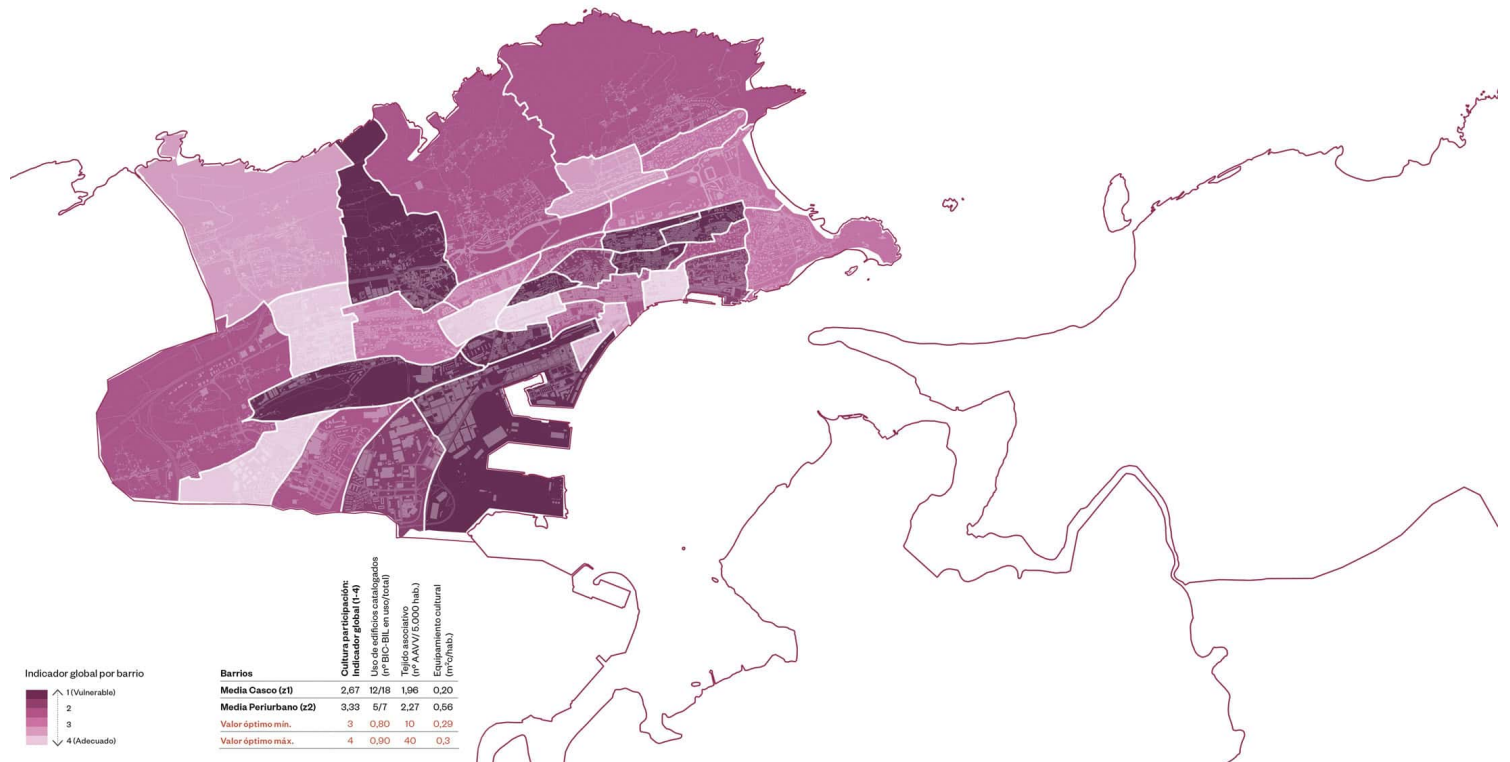 Indicador global por barrio
1 (Vulnerable)
2
3
4 (Adecuado)
Barrios
Cultura participación:
Indicador global (1-4)
Uso de edificios catalogados
(nº BIC-BIL en uso/total)
Tejido asociativo
(nº AAVV/ 5.000 hab.)
Equipamiento cultural
(m²c/hab.)
Media Casco (z1) 2,67 12/18 1,96 0,20
Media Periurbano (z2) 3,33 5/7 2,27 0,56
Valor óptimo mín. 3 0,80 10 0,29
Valor óptimo máx. 4 0,90 40 0,3